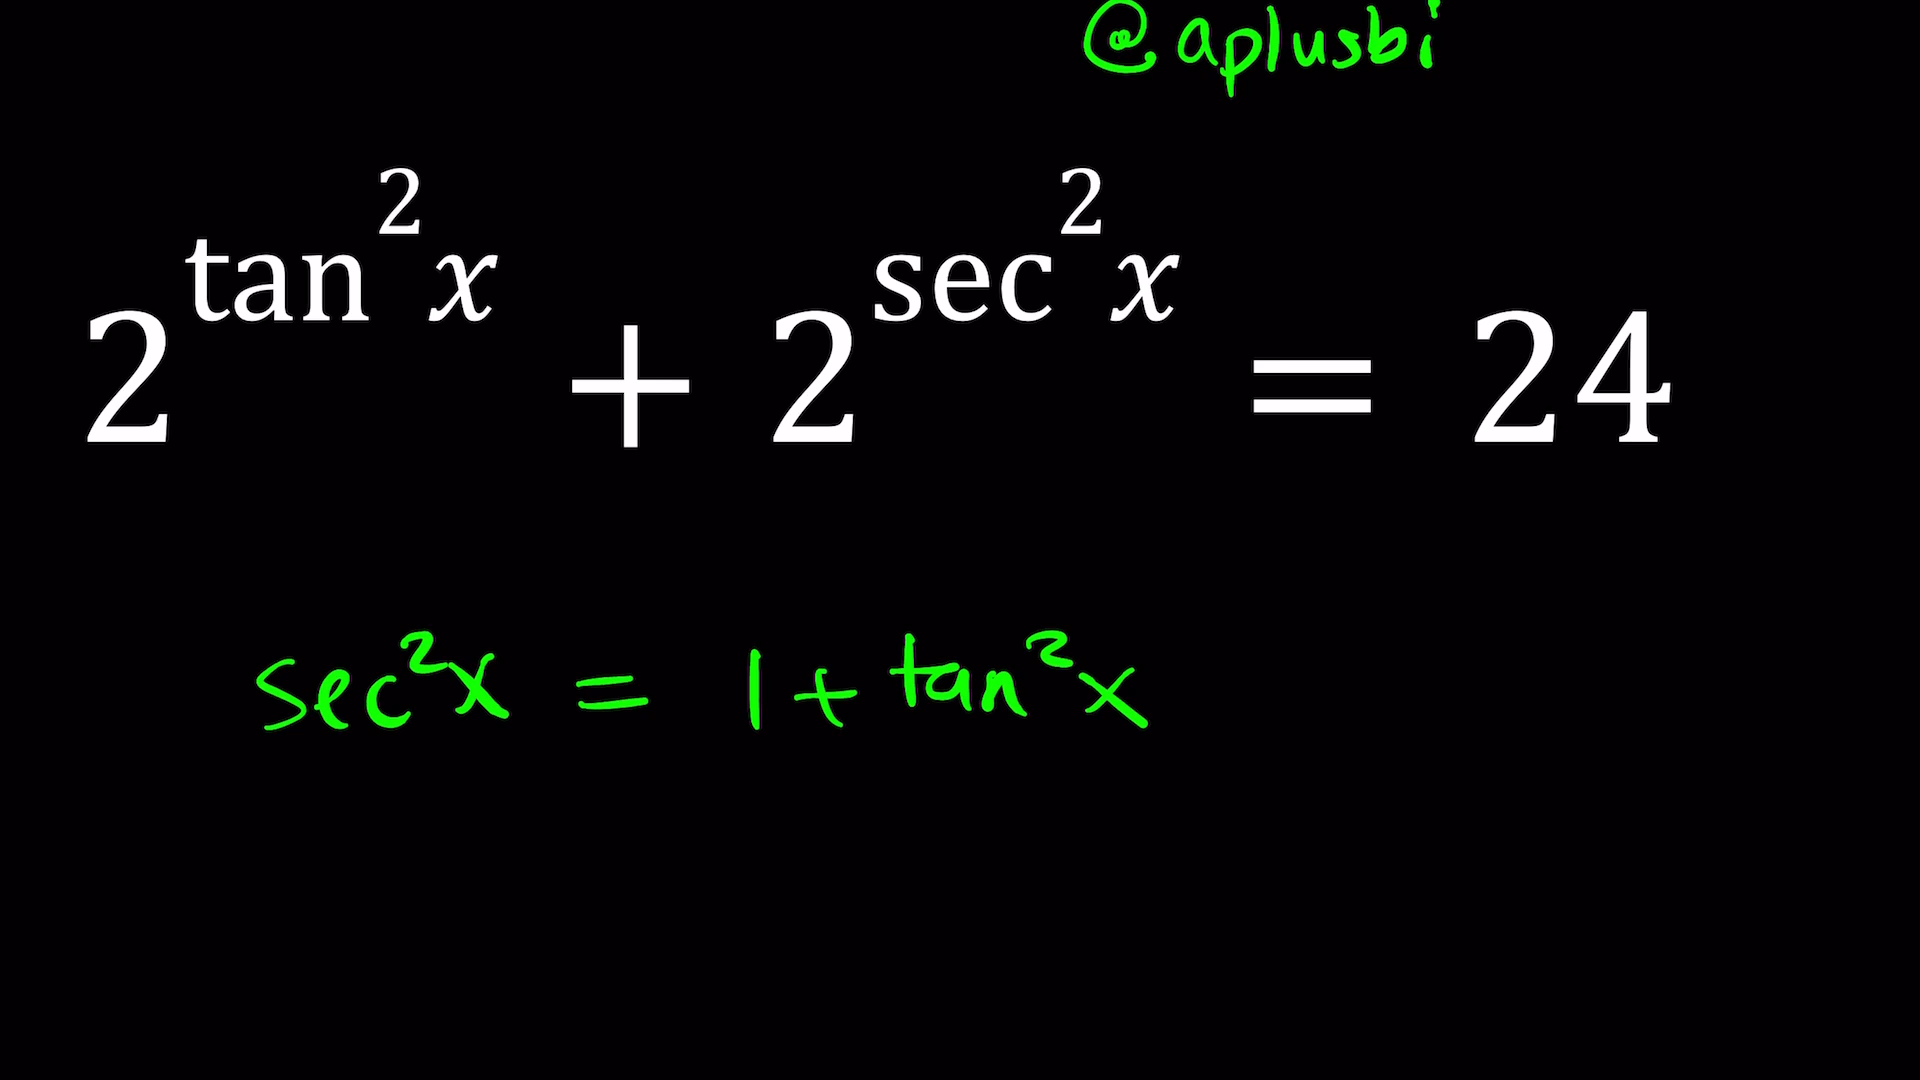 @aplusbi
2^{tan^2 x} + 2^{sec^2 x} = 24
sec^2 x = 1 + tan^2 x